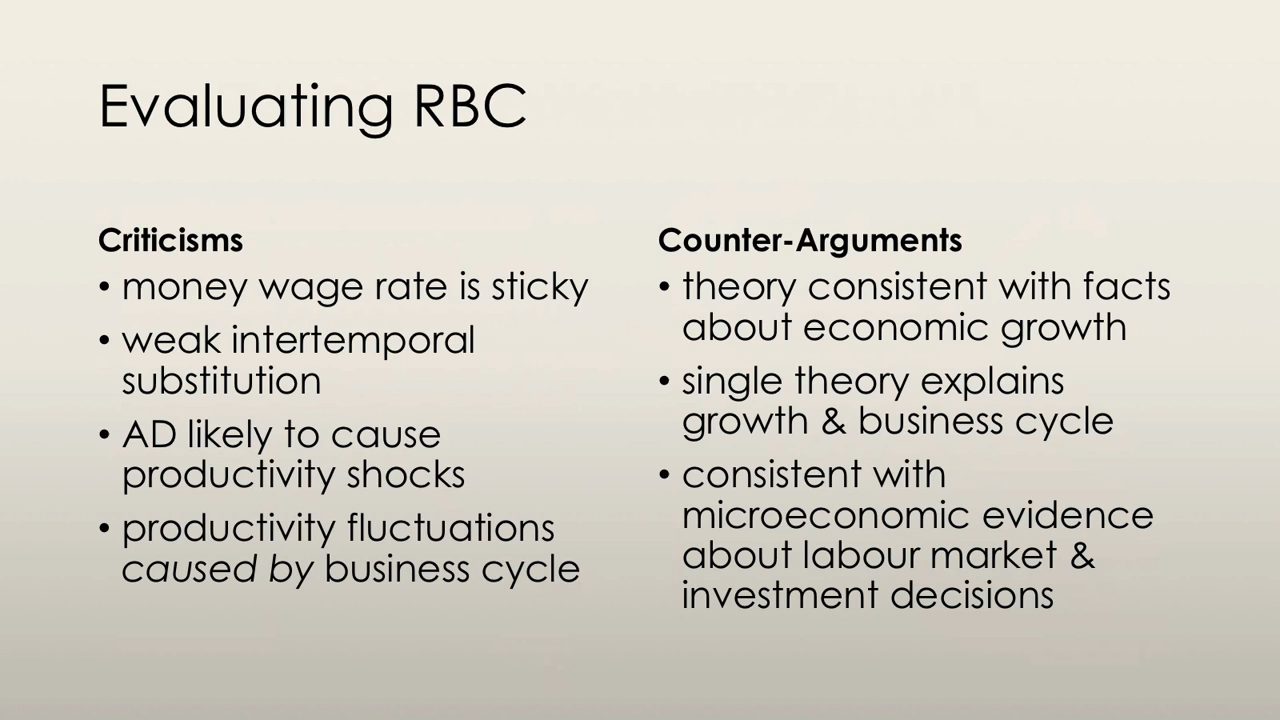 Evaluating RBC
Criticisms
• money wage rate is sticky
• weak intertemporal
substitution
• AD likely to cause
productivity shocks
• productivity fluctuations
caused by business cycle
Counter-Arguments
• theory consistent with facts
about economic growth
• single theory explains
growth & business cycle
• consistent with
microeconomic evidence
about labour market &
investment decisions